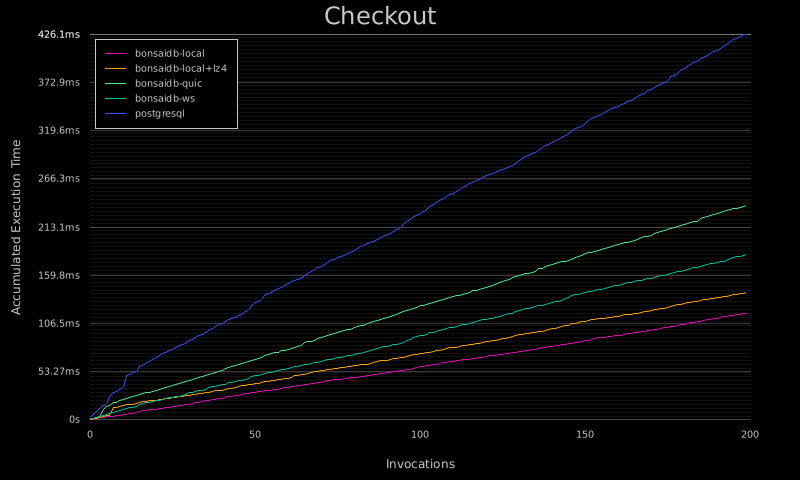 Checkout
426.1ms
372.9ms
319.6ms
266.3ms
213.1ms
159.8ms
106.5ms
53.27ms
0s
bonsaidb-local
bonsaidb-local+lz4
bonsaidb-quic
bonsaidb-ws
postgresql
Accumulated Execution Time
0 50 100 150 200
Invocations